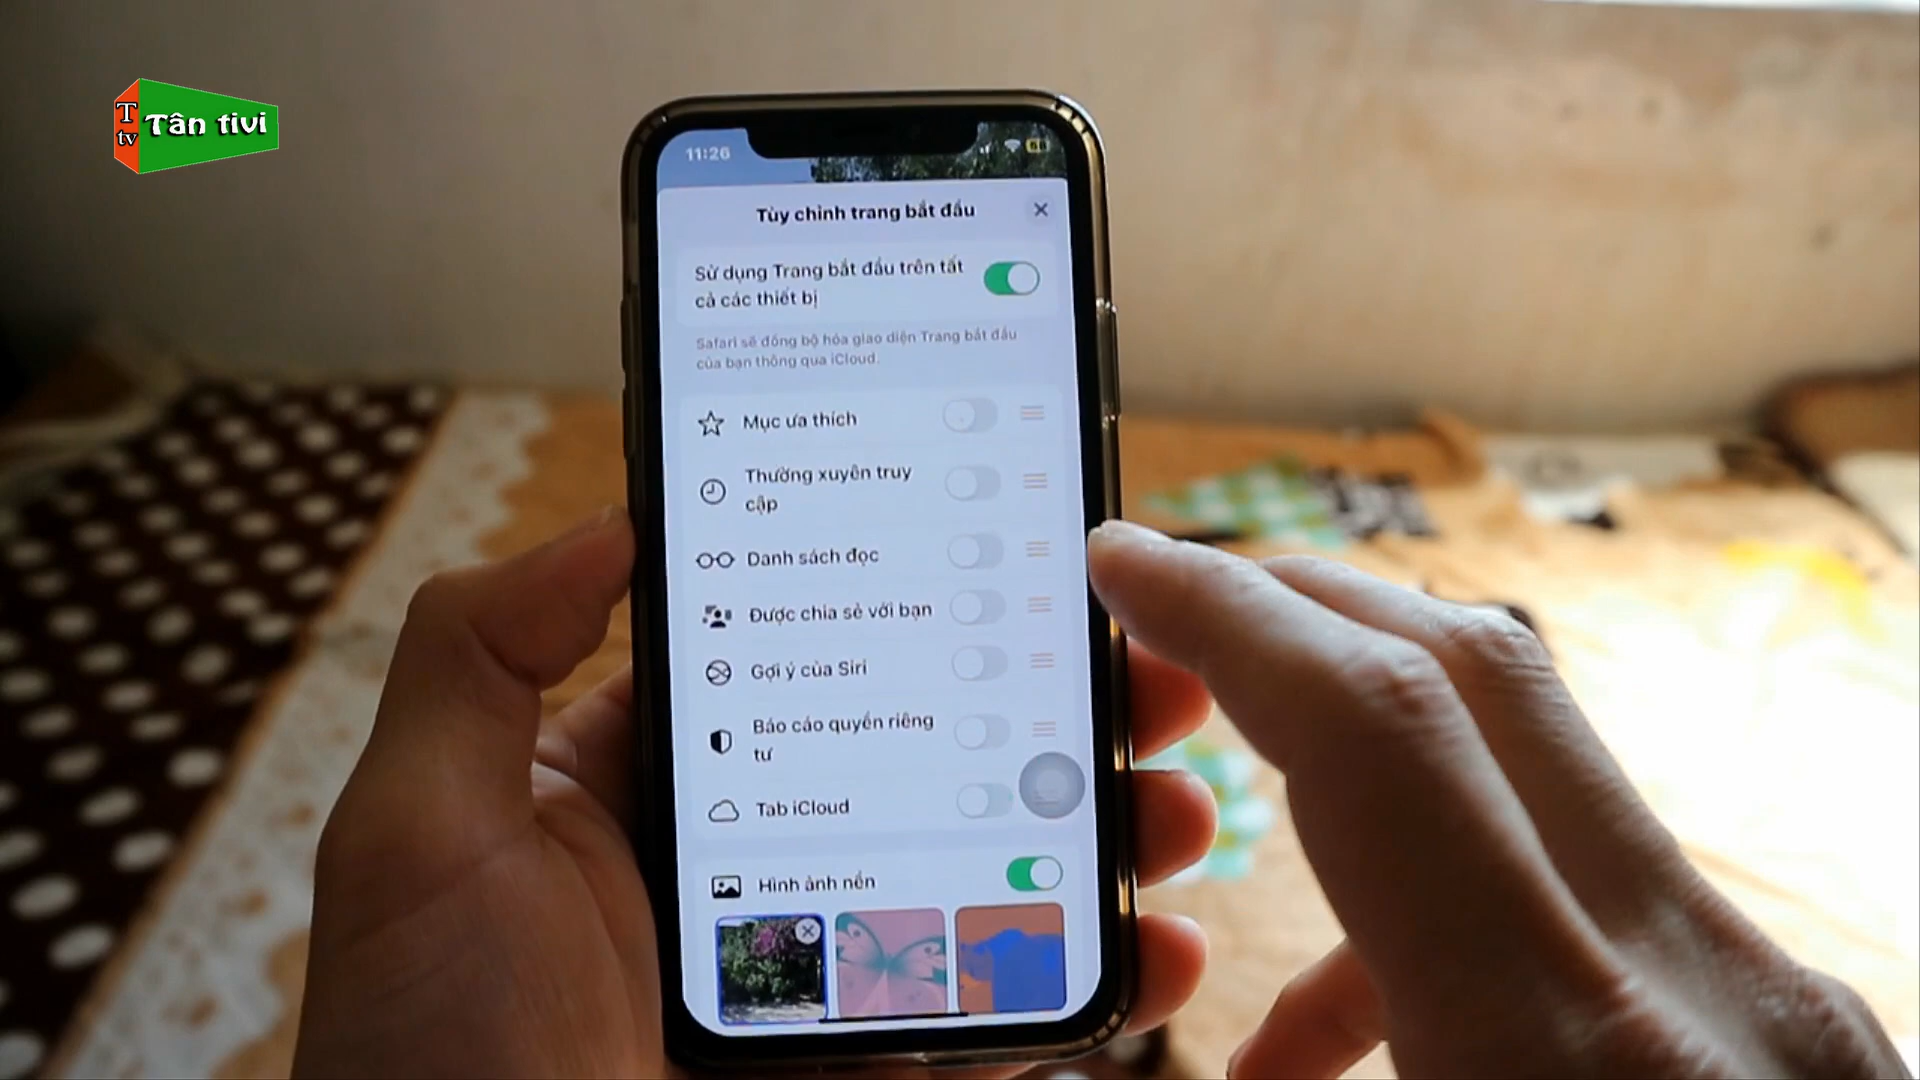 T
tv
Tân tivi
11:26
Tùy chỉnh trang bắt đầu
Sử dụng Trang bắt đầu trên tất
cả các thiết bị
Safari sẽ đồng bộ hóa giao diện Trang bắt đầu
của bạn thông qua iCloud.
Mục ưa thích
Thường xuyên truy
cập
Danh sách đọc
Được chia sẻ với bạn
Gợi ý của Siri
Báo cáo quyền riêng
tư
Tab iCloud
Hình ảnh nền